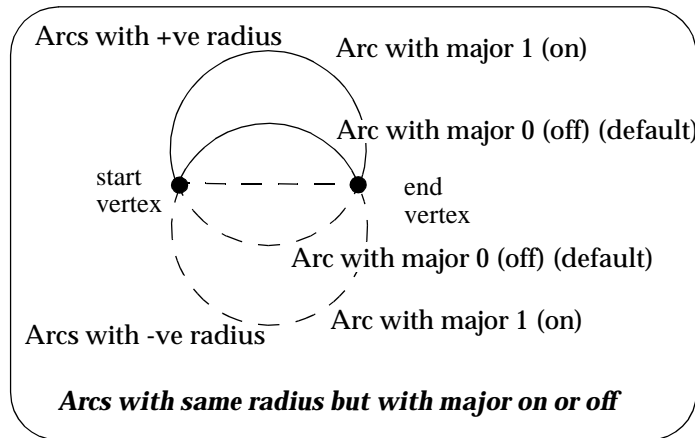 Arcs with +ve radius
Arc with major 1 (on)
Arc with major 0 (off) (default)
start
vertex
end
vertex
Arc with major 0 (off) (default)
Arc with major 1 (on)
Arcs with -ve radius
Arcs with same radius but with major on or off